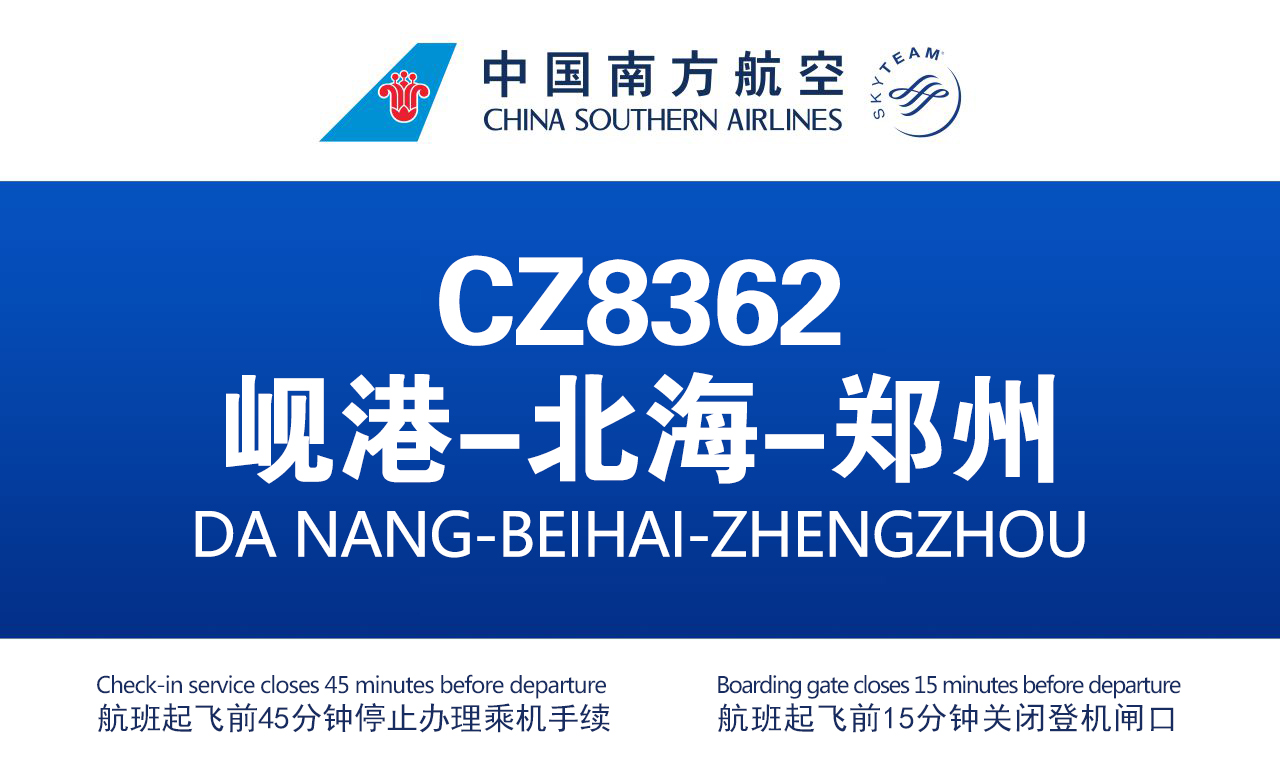 中国南方航空
CHINA SOUTHERN AIRLINES
SKYTEAM
CZ8362
岘港-北海-郑州
DA NANG-BEIHAI-ZHENGZHOU
Check-in service closes 45 minutes before departure
航班起飞前45分钟停止办理乘机手续
Boarding gate closes 15 minutes before departure
航班起飞前15分钟关闭登机闸口